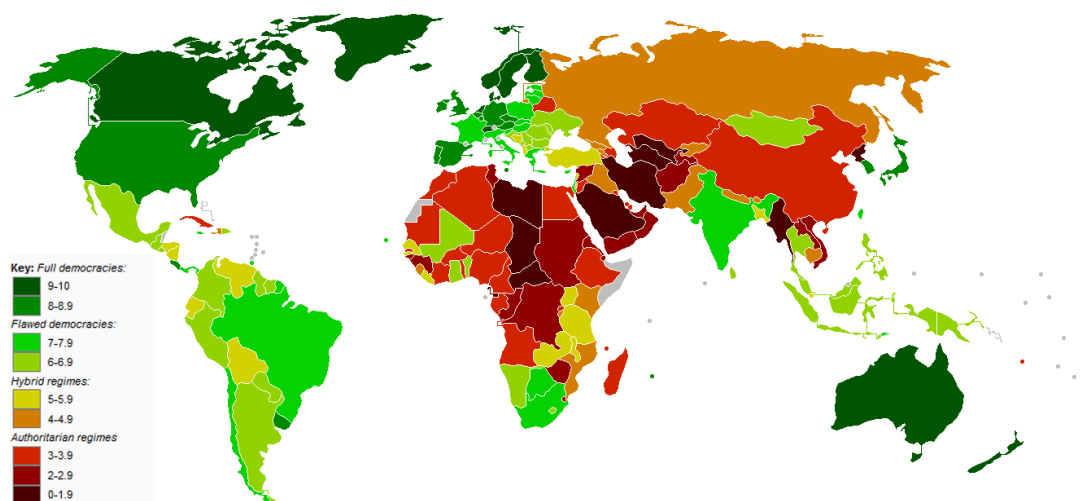 Key: Full democracies:
9-10
8-8.9
Flawed democracies:
7-7.9
6-6.9
Hybrid regimes:
5-5.9
4-4.9
Authoritarian regimes
3-3.9
2-2.9
0-1.9